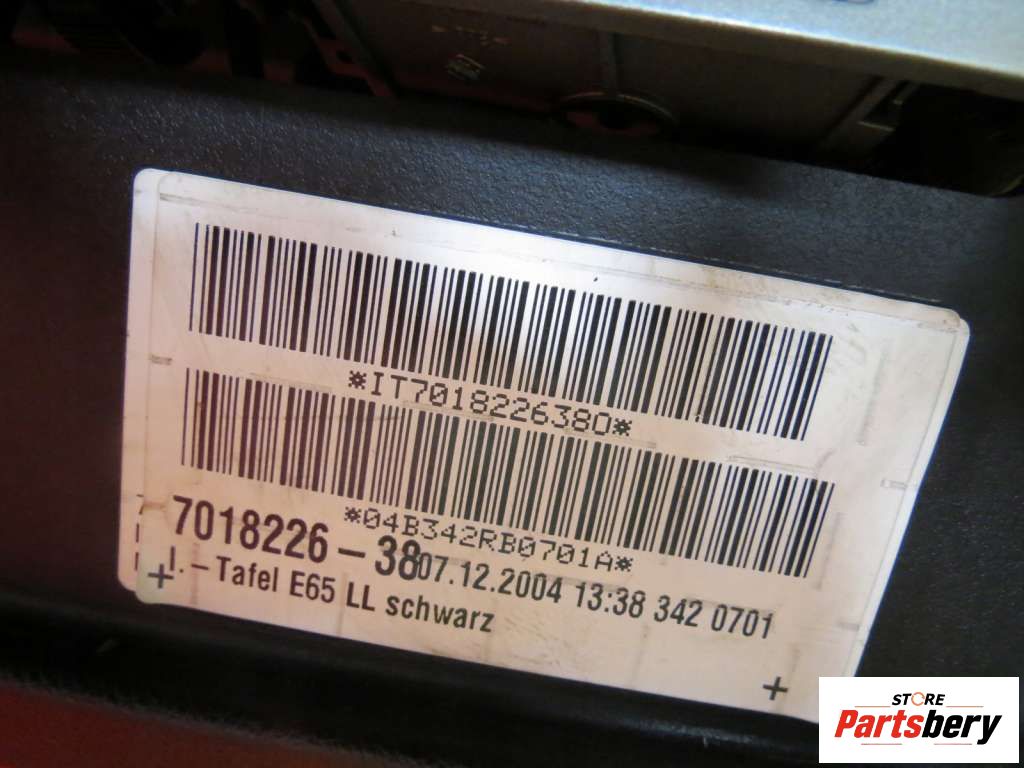 *IT7018226380*
*04B342RB0701A*
7018226-38
07.12.2004 13:38 342 0701
I.-Tafel E65 LL schwarz
STORE
Partsbery